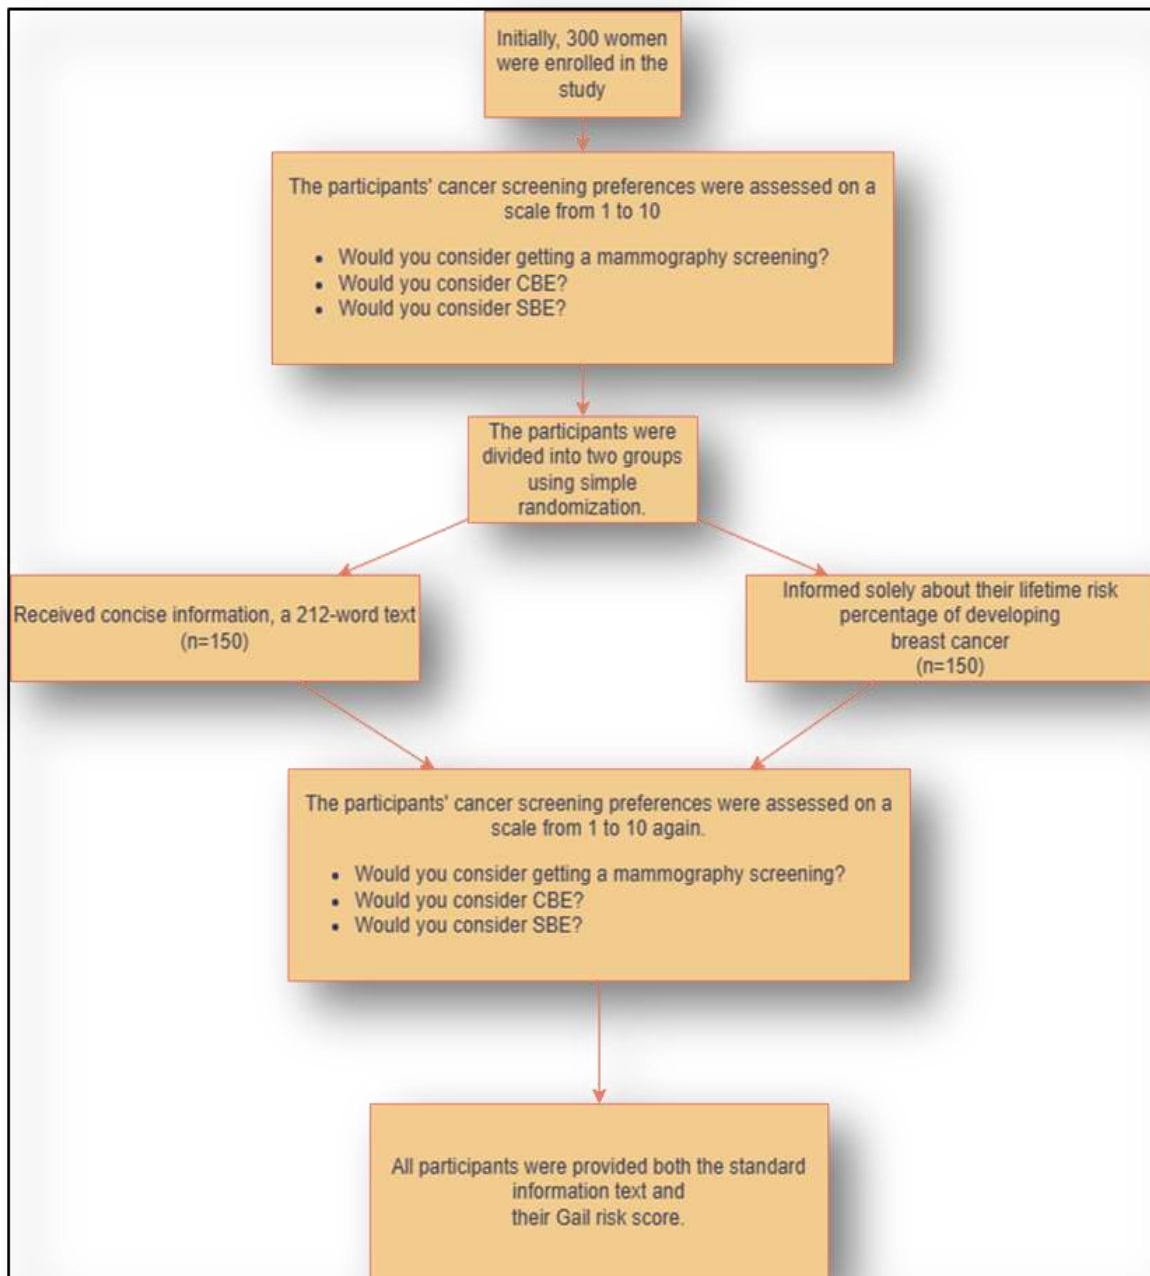 Initially, 300 women
were enrolled in the
study
The participants' cancer screening preferences were assessed on a
scale from 1 to 10
• Would you consider getting a mammography screening?
• Would you consider CBE?
• Would you consider SBE?
The participants were
divided into two groups
using simple
randomization.
Received concise information, a 212-word text
(n=150)
Informed solely about their lifetime risk
percentage of developing
breast cancer
(n=150)
The participants' cancer screening preferences were assessed on a
scale from 1 to 10 again.
• Would you consider getting a mammography screening?
• Would you consider CBE?
• Would you consider SBE?
All participants were provided both the standard
information text and
their Gail risk score.